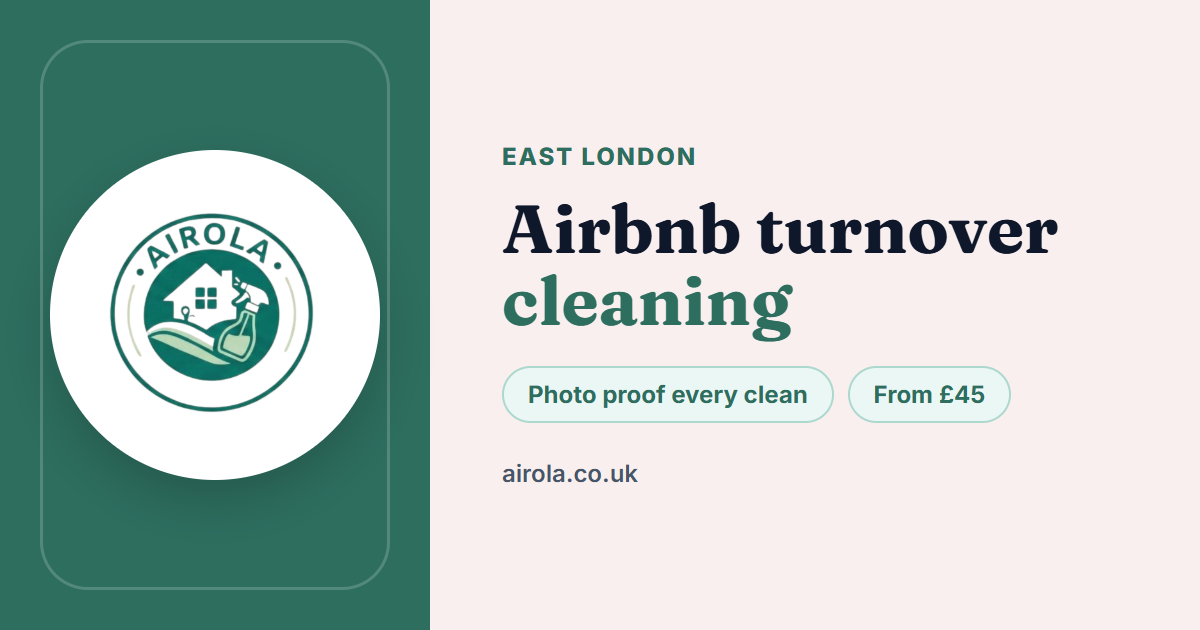 AIROLA
EAST LONDON
Airbnb turnover
cleaning
Photo proof every clean
From £45
airola.co.uk